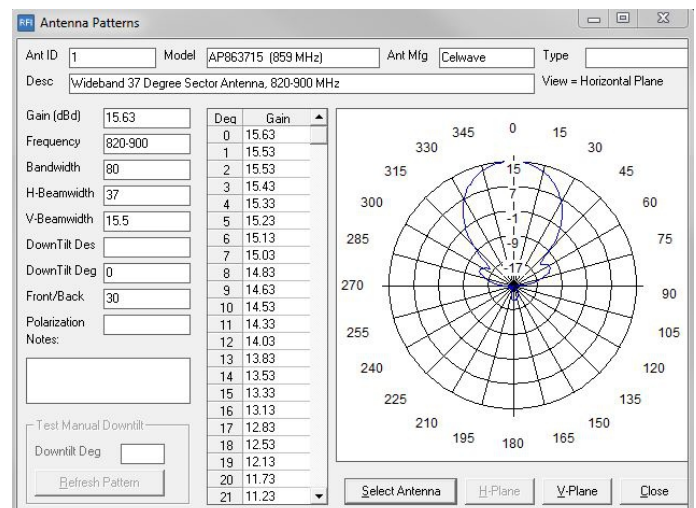 RFI Antenna Patterns
Ant ID 1 Model AP863715 (859 MHz) Ant Mfg Celwave Type
Desc Wideband 37 Degree Sector Antenna, 820-900 MHz View = Horizontal Plane
Gain (dBd) 15.63
Frequency 820-900
Bandwidth 80
H-Beamwidth 37
V-Beamwidth 15.5
DownTilt Des
DownTilt Deg 0
Front/Back 30
Polarization
Notes:
Test Manual Downtilt
Downtilt Deg
Refresh Pattern
Deg Gain
0 15.63
1 15.53
2 15.53
3 15.43
4 15.33
5 15.23
6 15.13
7 15.03
8 14.83
9 14.63
10 14.53
11 14.33
12 14.03
13 13.83
14 13.53
15 13.33
16 13.13
17 12.83
18 12.53
19 12.13
20 11.73
21 11.23
0
345 15
330 30
315 45
300 60
285 75
270 90
255 105
240 120
225 135
210 150
195 165
180
15
7
-1
-9
-17
Select Antenna H-Plane V-Plane Close